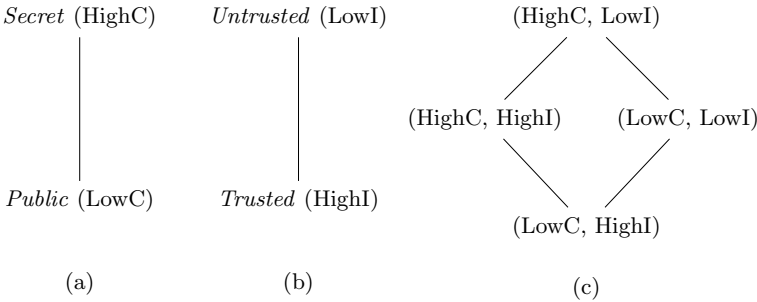 Secret (HighC)
Public (LowC)
(a)
Untrusted (LowI)
Trusted (HighI)
(b)
(HighC, LowI)
(HighC, HighI)
(LowC, LowI)
(LowC, HighI)
(c)